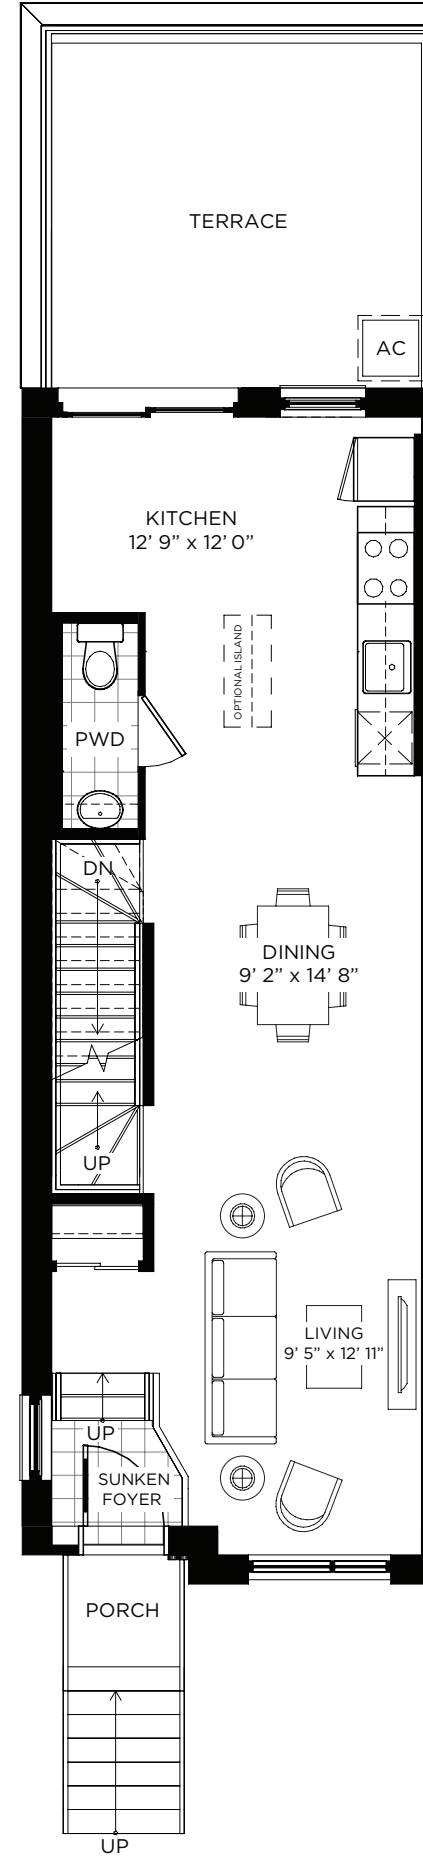 TERRACE
AC
KITCHEN
12' 9" x 12' 0"
OPTIONAL ISLAND
PWD
DN
DINING
9' 2" x 14' 8"
UP
LIVING
9' 5" x 12' 11"
UP
SUNKEN
FOYER
PORCH
UP